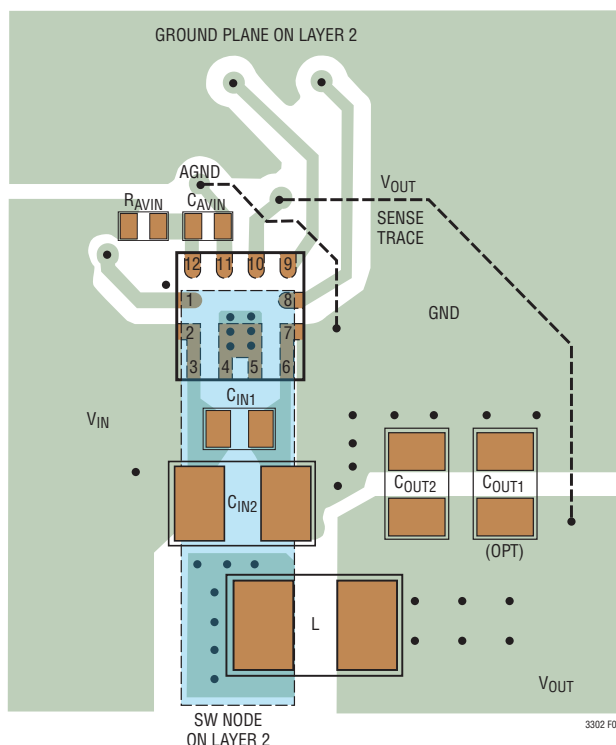 GROUND PLANE ON LAYER 2
AGND
VOUT
SENSE
TRACE
RAVIN
CAVIN
12 11 10 9
1 8
2 7
3 4 5 6
GND
VIN
CIN1
CIN2
COUT2
COUT1
(OPT)
L
VOUT
SW NODE
ON LAYER 2
3302 F0